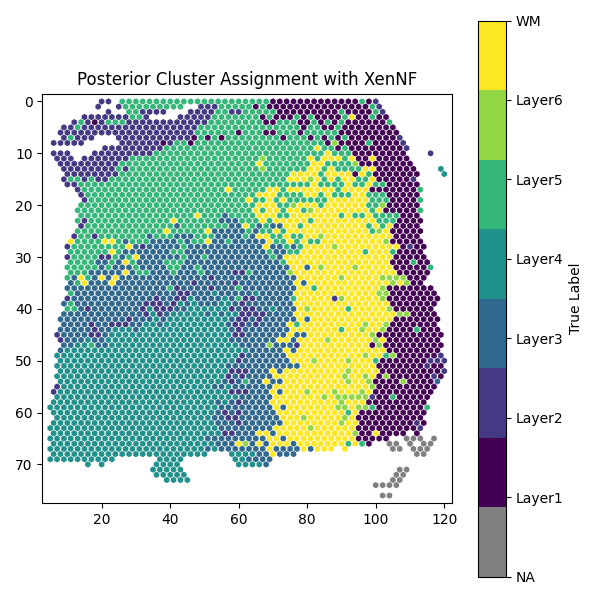 Posterior Cluster Assignment with XenNF
0
10
20
30
40
50
60
70
20
40
60
80
100
120
WM
Layer6
Layer5
Layer4
Layer3
Layer2
Layer1
NA
True Label